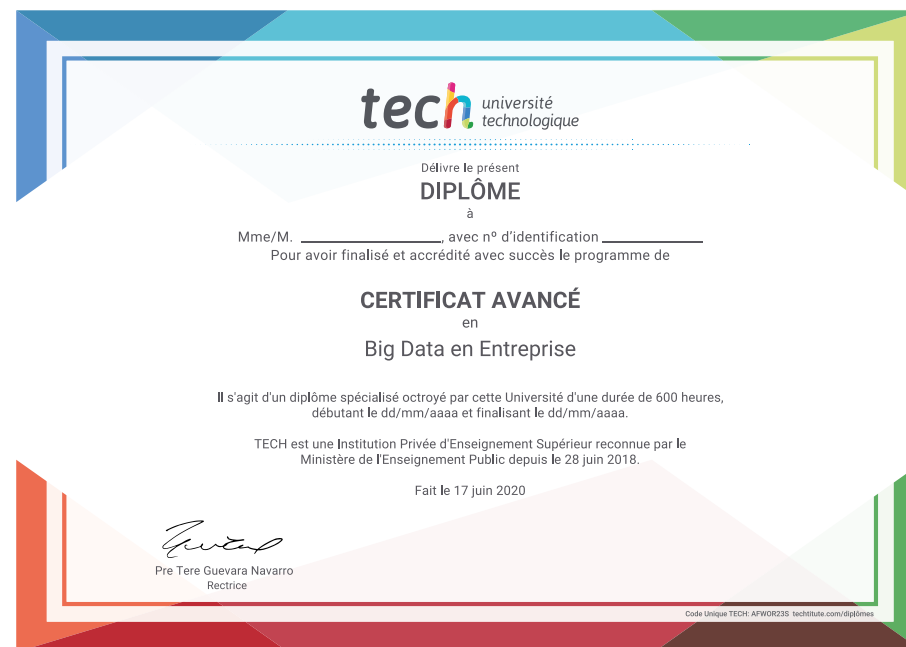 tech université
technologique
Délivre le présent
DIPLÔME
à
Mme/M. ____________________, avec nº d'identification ______________
Pour avoir finalisé et accrédité avec succès le programme de
CERTIFICAT AVANCÉ
en
Big Data en Entreprise
Il s'agit d'un diplôme spécialisé octroyé par cette Université d'une durée de 600 heures,
débutant le dd/mm/aaaa et finalisant le dd/mm/aaaa.
TECH est une Institution Privée d'Enseignement Supérieur reconnue par le
Ministère de l'Enseignement Public depuis le 28 juin 2018.
Fait le 17 juin 2020
Pre Tere Guevara Navarro
Rectrice
Code Unique TECH: AFWOR23S techtitute.com/diplômes